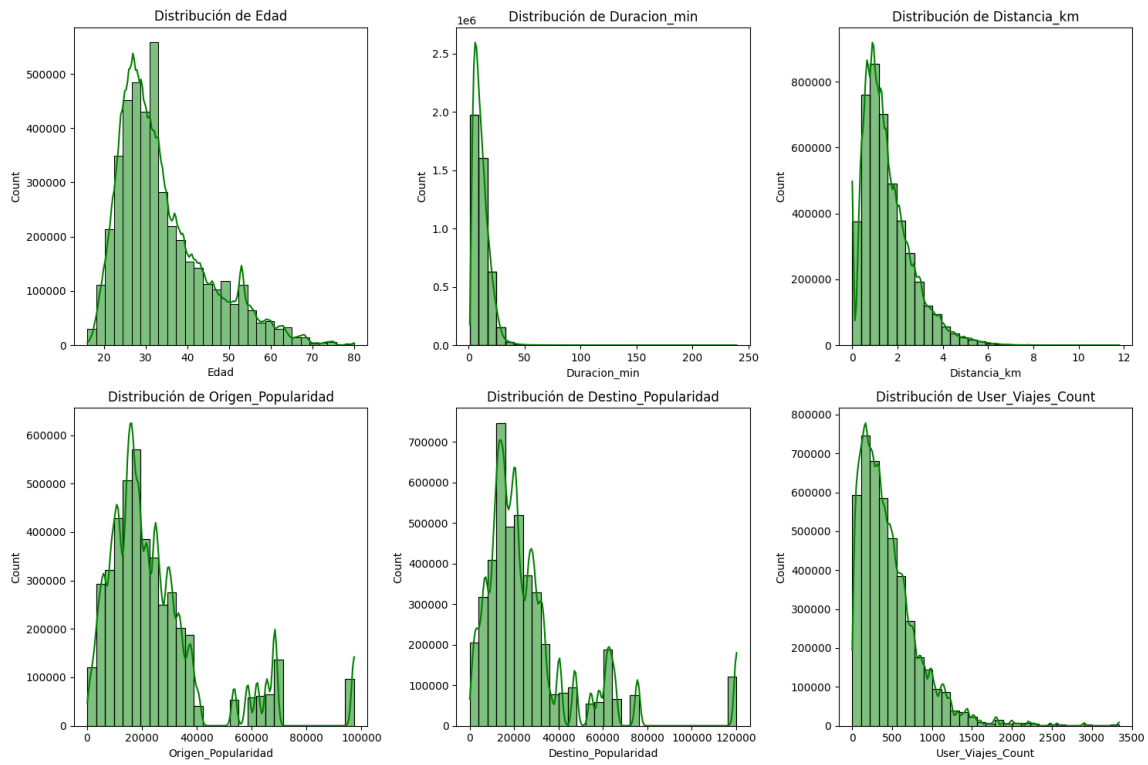 Distribución de Edad
500000
400000
300000
200000
100000
0
Count
20 30 40 50 60 70 80
Edad
Distribución de Duracion_min
1e6
2.5
2.0
1.5
1.0
0.5
0.0
Count
0 50 100 150 200 250
Duracion_min
Distribución de Distancia_km
800000
600000
400000
200000
0
Count
0 2 4 6 8 10 12
Distancia_km
Distribución de Origen_Popularidad
600000
500000
400000
300000
200000
100000
0
Count
0 20000 40000 60000 80000 100000
Origen_Popularidad
Distribución de Destino_Popularidad
700000
600000
500000
400000
300000
200000
100000
0
Count
0 20000 40000 60000 80000 100000 120000
Destino_Popularidad
Distribución de User_Viajes_Count
800000
700000
600000
500000
400000
300000
200000
100000
0
Count
0 500 1000 1500 2000 2500 3000 3500
User_Viajes_Count